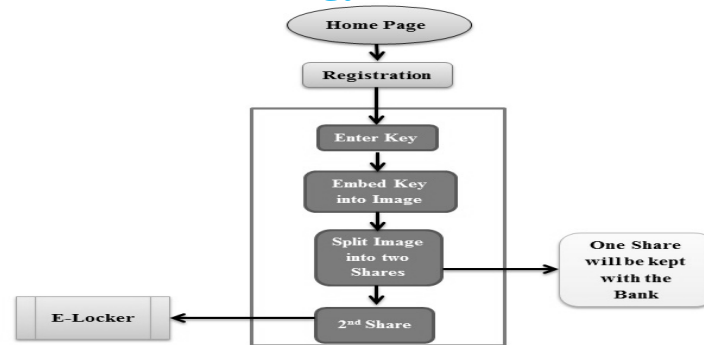 Home Page
Registration
Enter Key
Embed Key
into Image
Split Image
into two
Shares
One Share
will be kept
with the
Bank
2nd Share
E-Locker